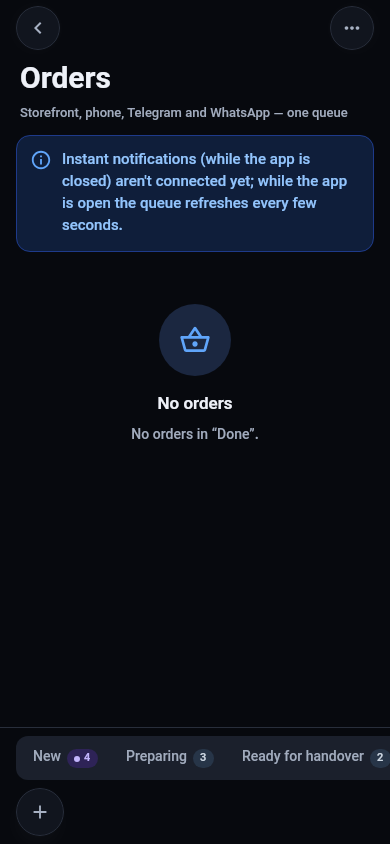 Orders
Storefront, phone, Telegram and WhatsApp — one queue
Instant notifications (while the app is
closed) aren't connected yet; while the app
is open the queue refreshes every few
seconds.
No orders
No orders in “Done”.
New 4 Preparing 3 Ready for handover 2